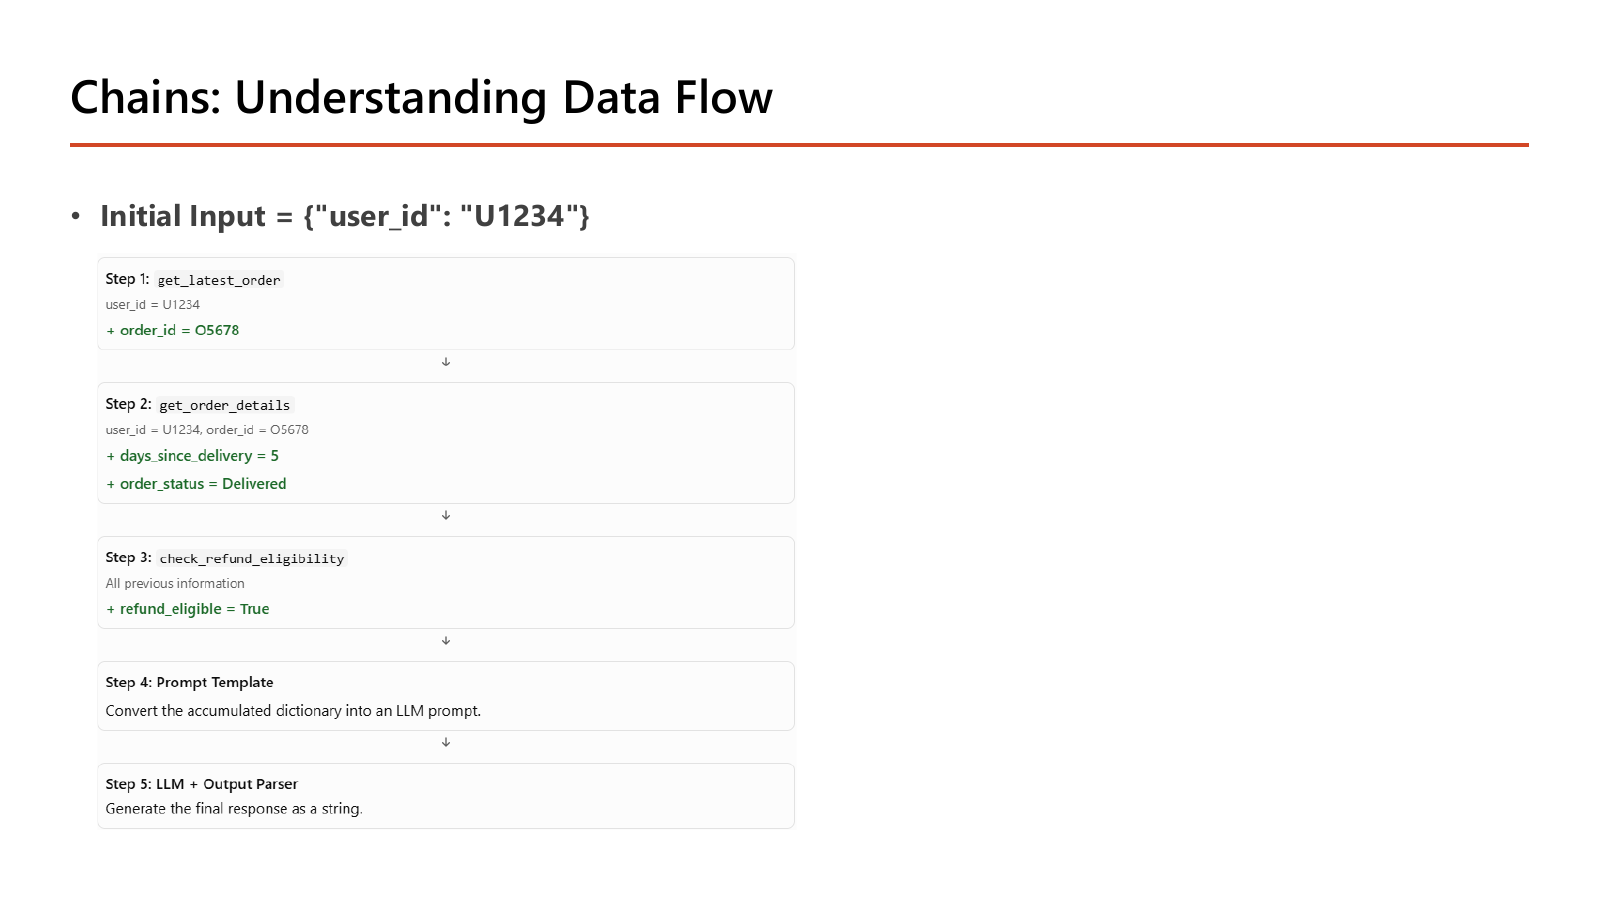 Chains: Understanding Data Flow
• Initial Input = {"user_id": "U1234"}
Step 1: get_latest_order
user_id = U1234
+ order_id = O5678
↓
Step 2: get_order_details
user_id = U1234, order_id = O5678
+ days_since_delivery = 5
+ order_status = Delivered
↓
Step 3: check_refund_eligibility
All previous information
+ refund_eligible = True
↓
Step 4: Prompt Template
Convert the accumulated dictionary into an LLM prompt.
↓
Step 5: LLM + Output Parser
Generate the final response as a string.